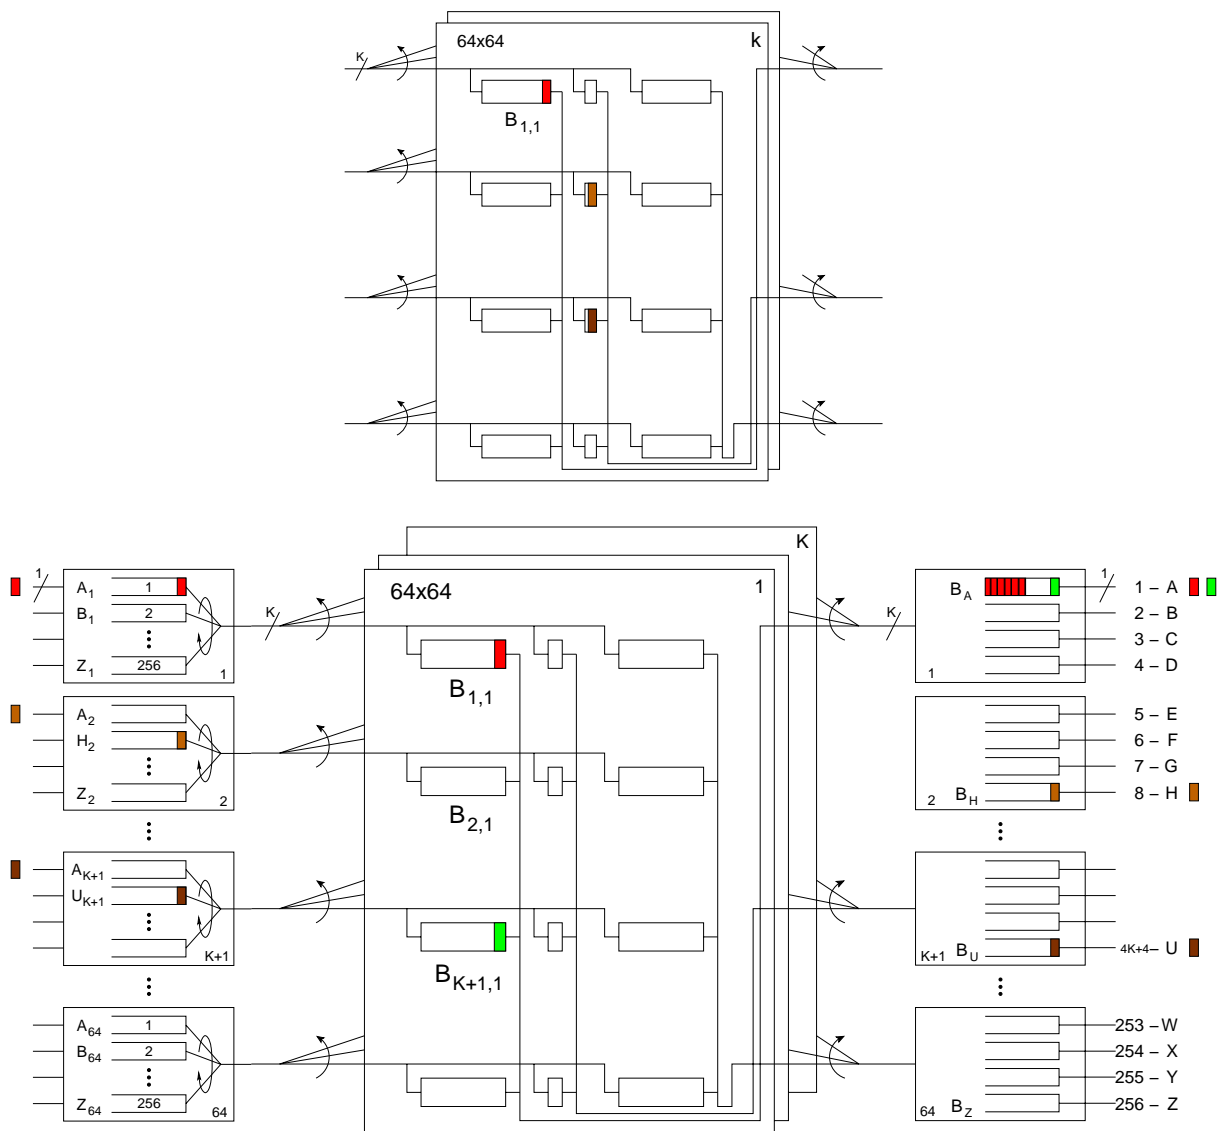 64x64 k
K
B1,1
K
1 A1 1 K 64x64 1 K BA 1 1 – A
B1 2 2 – B
3 – C
Z1 256 1 B1,1 1 4 – D
A2 5 – E
H2 6 – F
7 – G
Z2 2 B2,1 2 BH 8 – H
AK+1
UK+1
K+1 BK+1,1 K+1 BU 4K+4– U
A64 1 253 – W
B64 2 254 – X
255 – Y
Z64 256 64 64 BZ 256 – Z